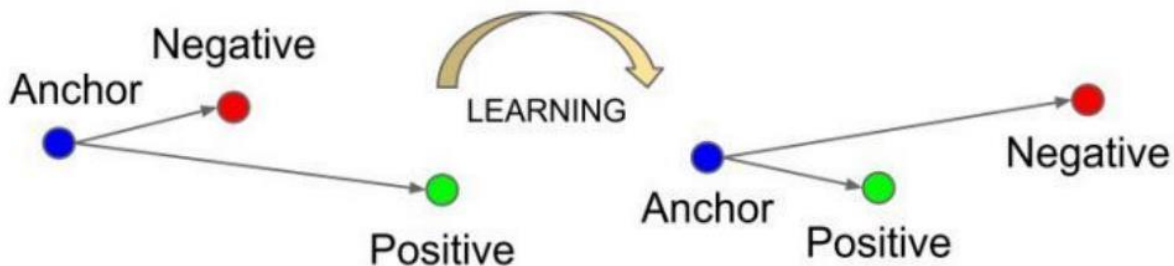 Negative
Anchor
Positive
LEARNING
Negative
Anchor
Positive